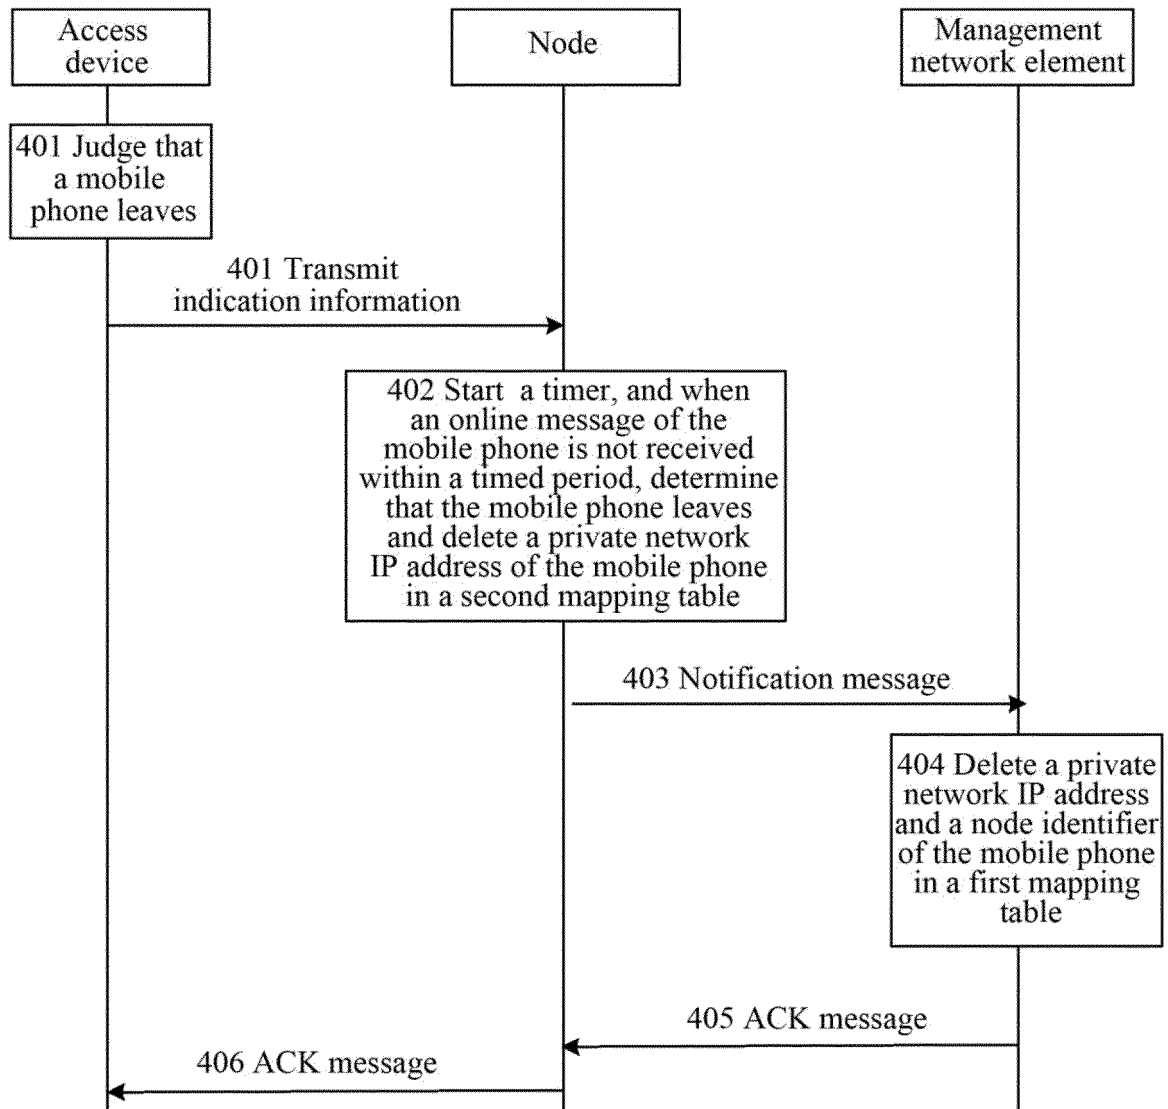 Access
device
Node
Management
network element
401 Judge that
a mobile
phone leaves
401 Transmit
indication information
402 Start a timer, and when
an online message of the
mobile phone is not received
within a timed period, determine
that the mobile phone leaves
and delete a private network
IP address of the mobile phone
in a second mapping table
403 Notification message
404 Delete a private
network IP address
and a node identifier
of the mobile phone
in a first mapping
table
405 ACK message
406 ACK message